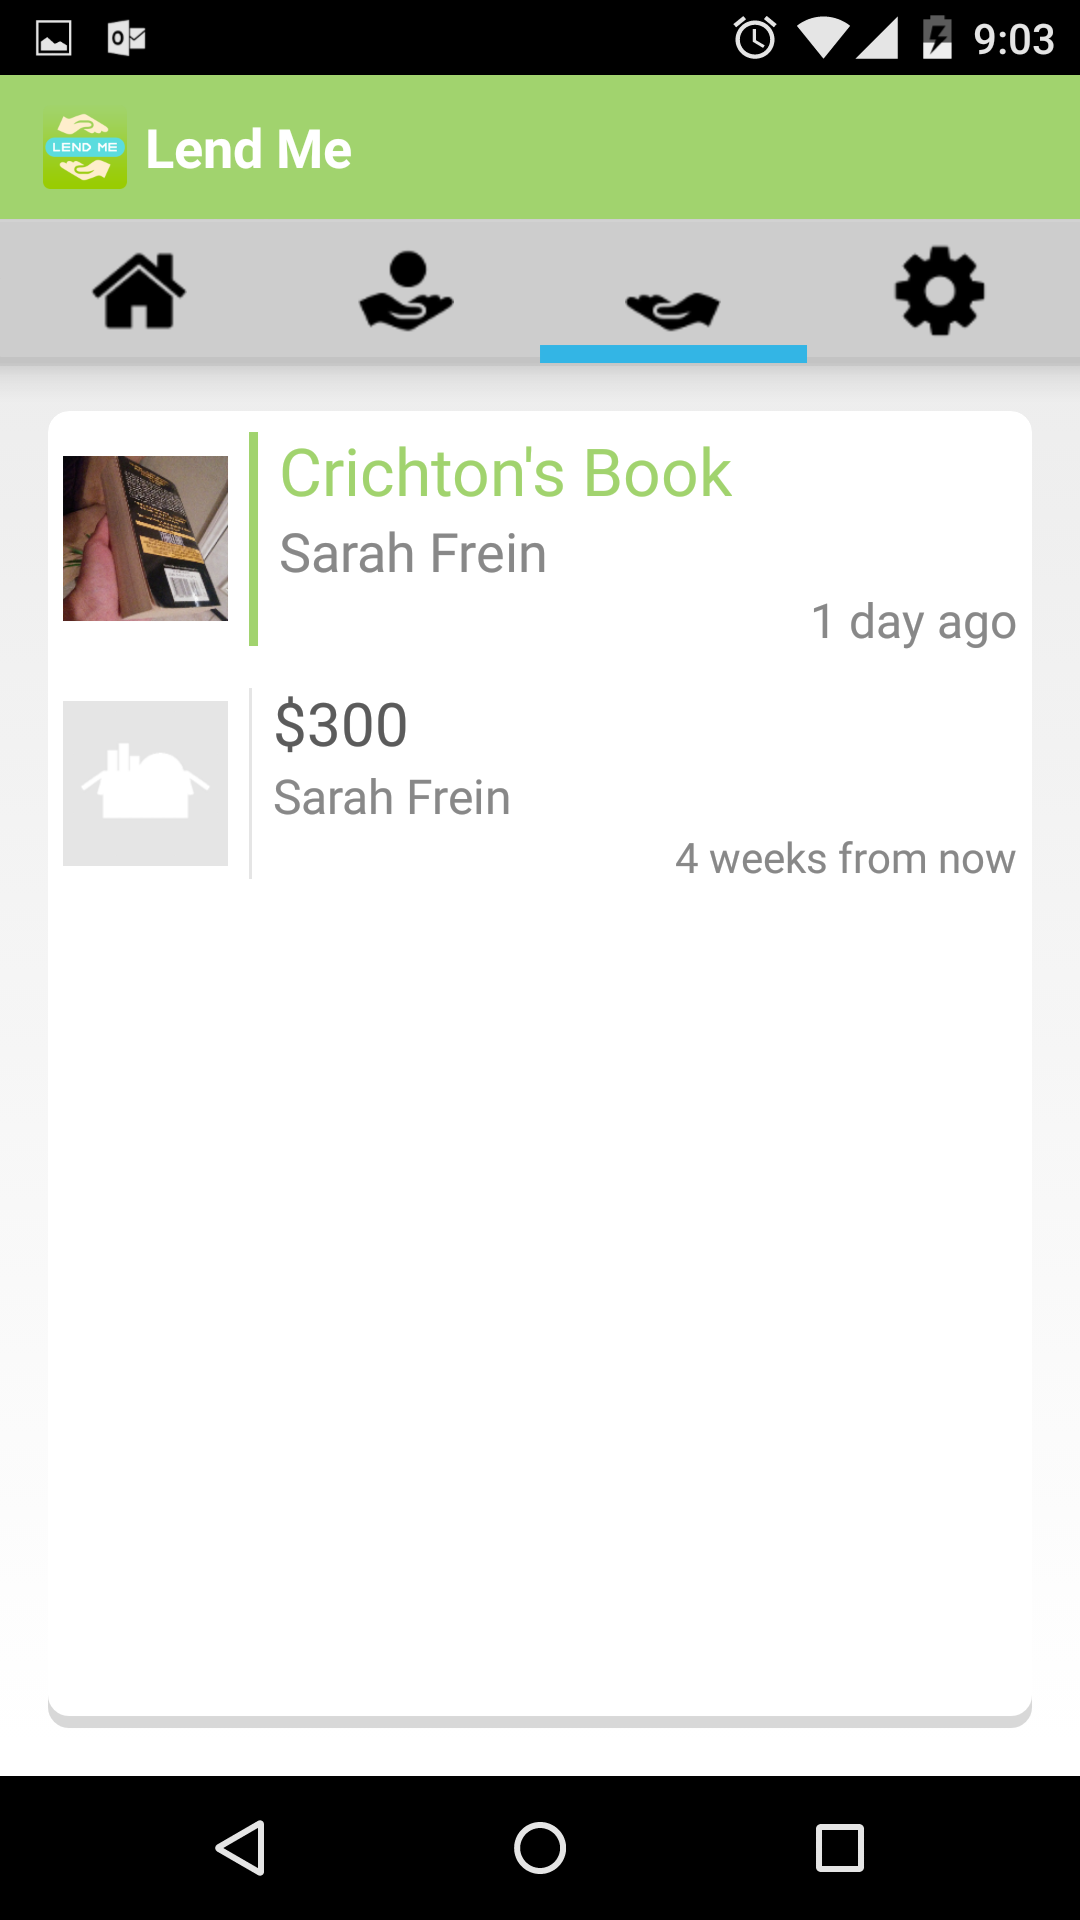 9:03
LEND ME
Lend Me
Crichton's Book
Sarah Frein
1 day ago
$300
Sarah Frein
4 weeks from now